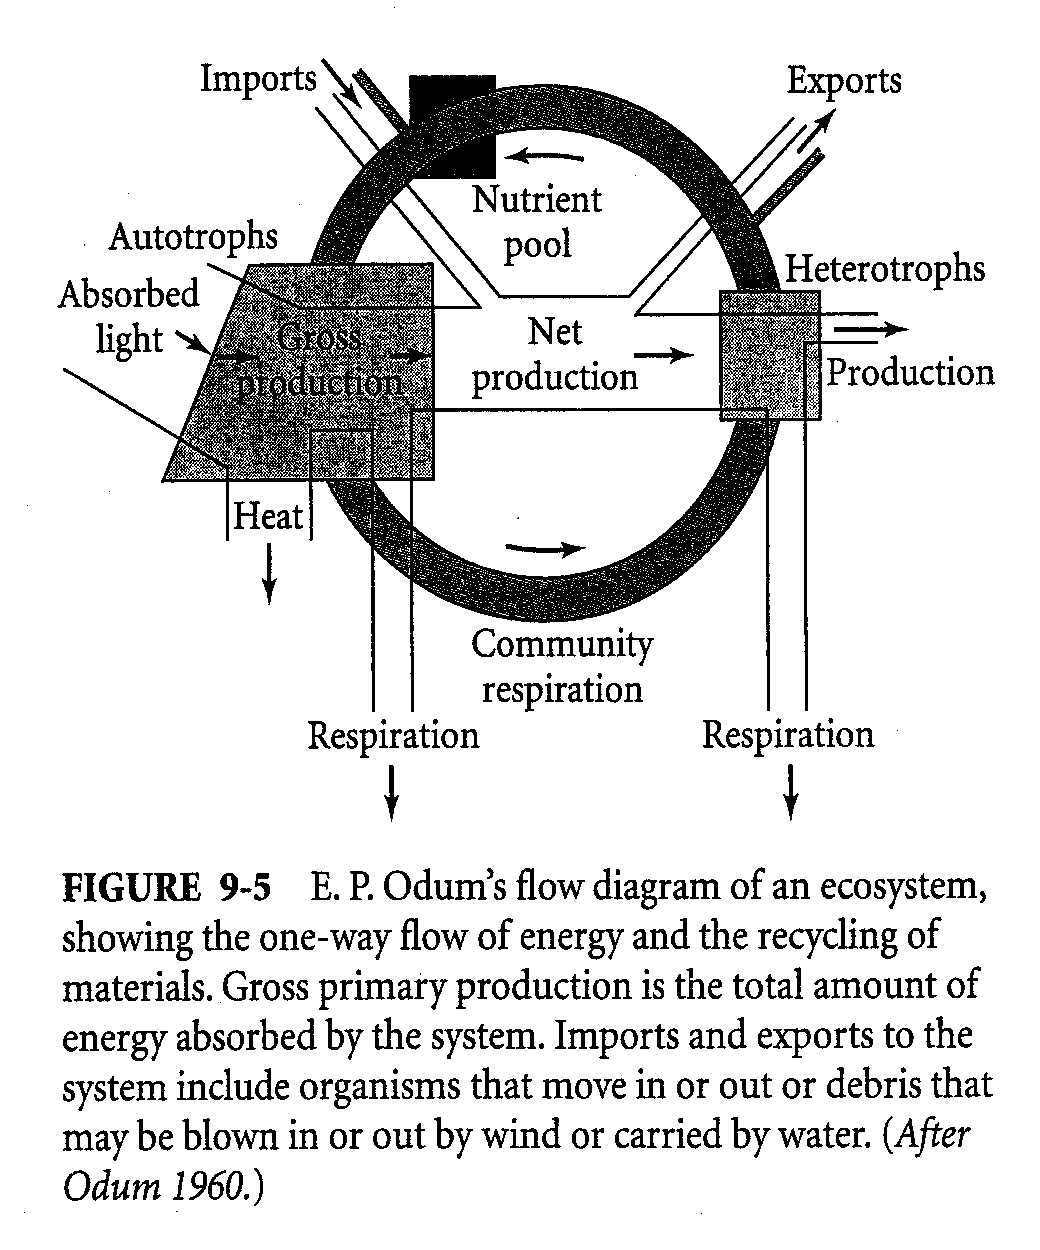 Imports
Exports
Nutrient
pool
Autotrophs
Heterotrophs
Absorbed
light
Gross
production
Net
production
Production
Heat
Community
respiration
Respiration
Respiration
FIGURE 9-5 E. P. Odum’s flow diagram of an ecosystem,
showing the one-way flow of energy and the recycling of
materials. Gross primary production is the total amount of
energy absorbed by the system. Imports and exports to the
system include organisms that move in or out or debris that
may be blown in or out by wind or carried by water. (After
Odum 1960.)